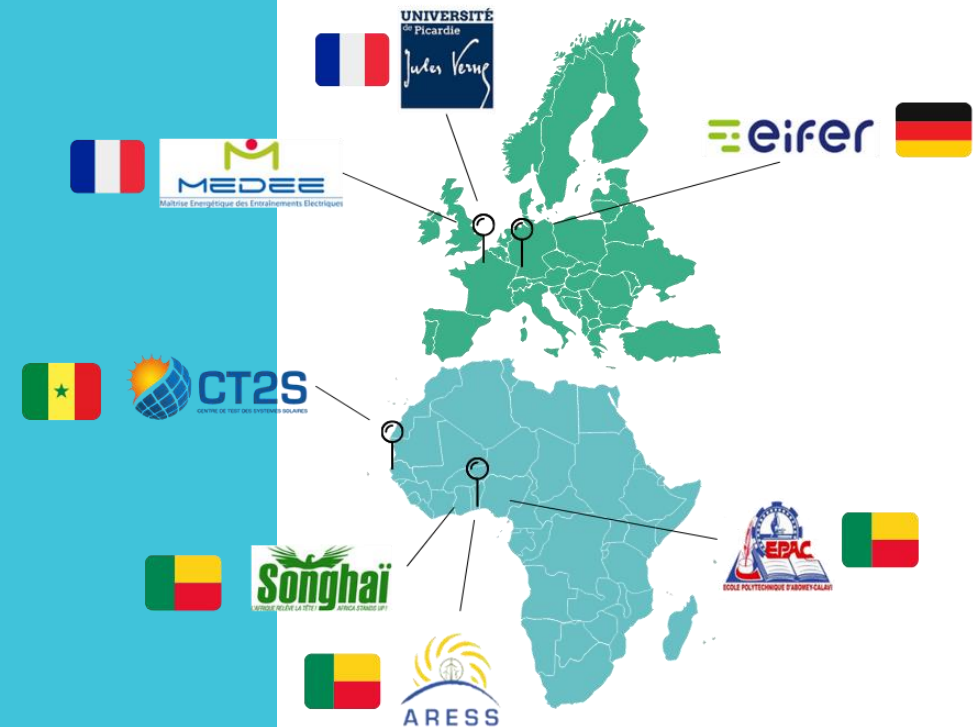 UNIVERSITÉ
de Picardie
Jules Verne
eifer
MEDEE
Maîtrise Energétique des Entraînements Electriques
CT2S
CENTRE DE TEST DES SYSTEMES SOLAIRES
EPAC
ECOLE POLYTECHNIQUE D'ABOMEY-CALAVI
Songhaï
L'AFRIQUE RELÈVE LA TÊTE ! AFRICA STANDS UP !
ARESS